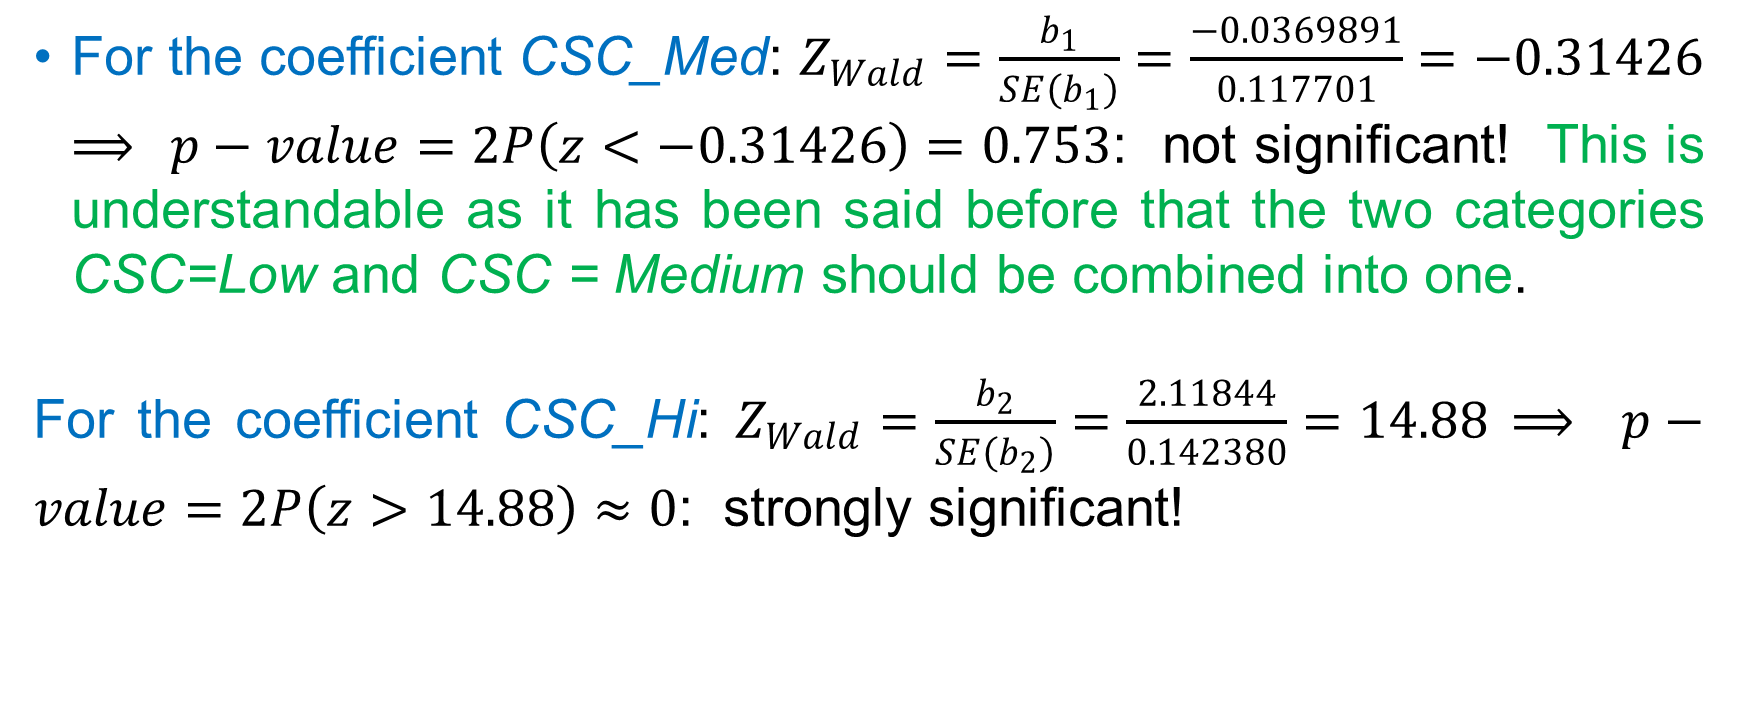 • For the coefficient CSC_Med: Z_Wald = b₁/SE(b₁) = −0.0369891/0.117701 = −0.31426
⟹ p − value = 2P(z < −0.31426) = 0.753: not significant! This is
understandable as it has been said before that the two categories
CSC=Low and CSC = Medium should be combined into one.
For the coefficient CSC_Hi: Z_Wald = b₂/SE(b₂) = 2.11844/0.142380 = 14.88 ⟹ p −
value = 2P(z > 14.88) ≈ 0: strongly significant!